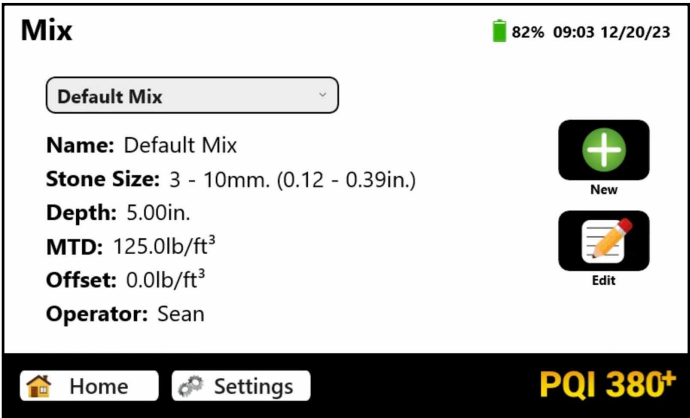 Mix
82% 09:03 12/20/23
Default Mix
Name: Default Mix
Stone Size: 3 - 10mm. (0.12 - 0.39in.)
Depth: 5.00in.
MTD: 125.0lb/ft³
Offset: 0.0lb/ft³
Operator: Sean
New
Edit
Home
Settings
PQI 380+